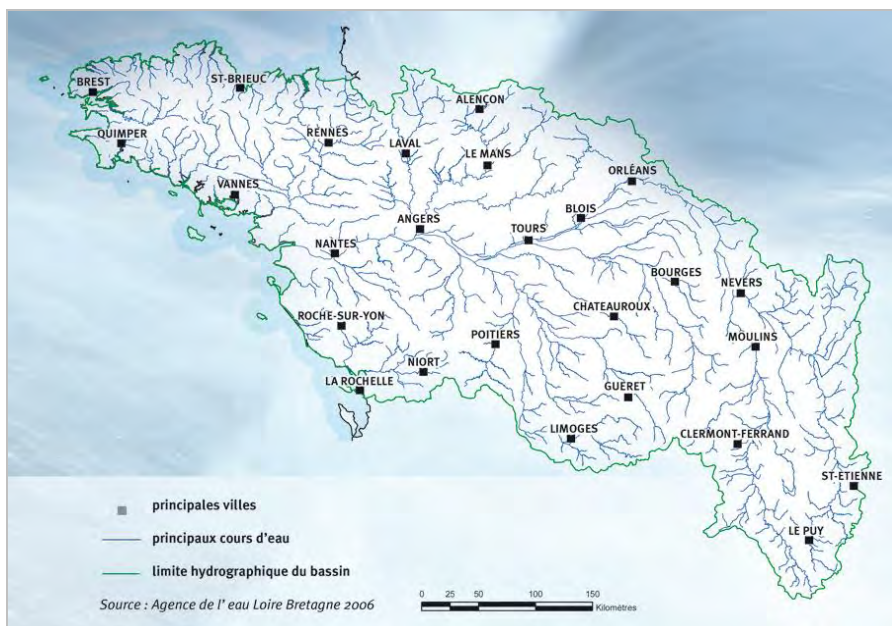 BREST
ST-BRIEUC
ALENÇON
QUIMPER
RENNES
LAVAL
LE MANS
ORLÉANS
VANNES
BLOIS
ANGERS
TOURS
NANTES
BOURGES
NEVERS
ROCHE-SUR-YON
CHATEAUROUX
POITIERS
MOULINS
NIORT
LA ROCHELLE
GUERET
LIMOGES
CLERMONT-FERRAND
ST-ETIENNE
LE PUY
principales villes
principaux cours d'eau
limite hydrographique du bassin
Source : Agence de l' eau Loire Bretagne 2006
0 25 50 100 150
Kilomètres